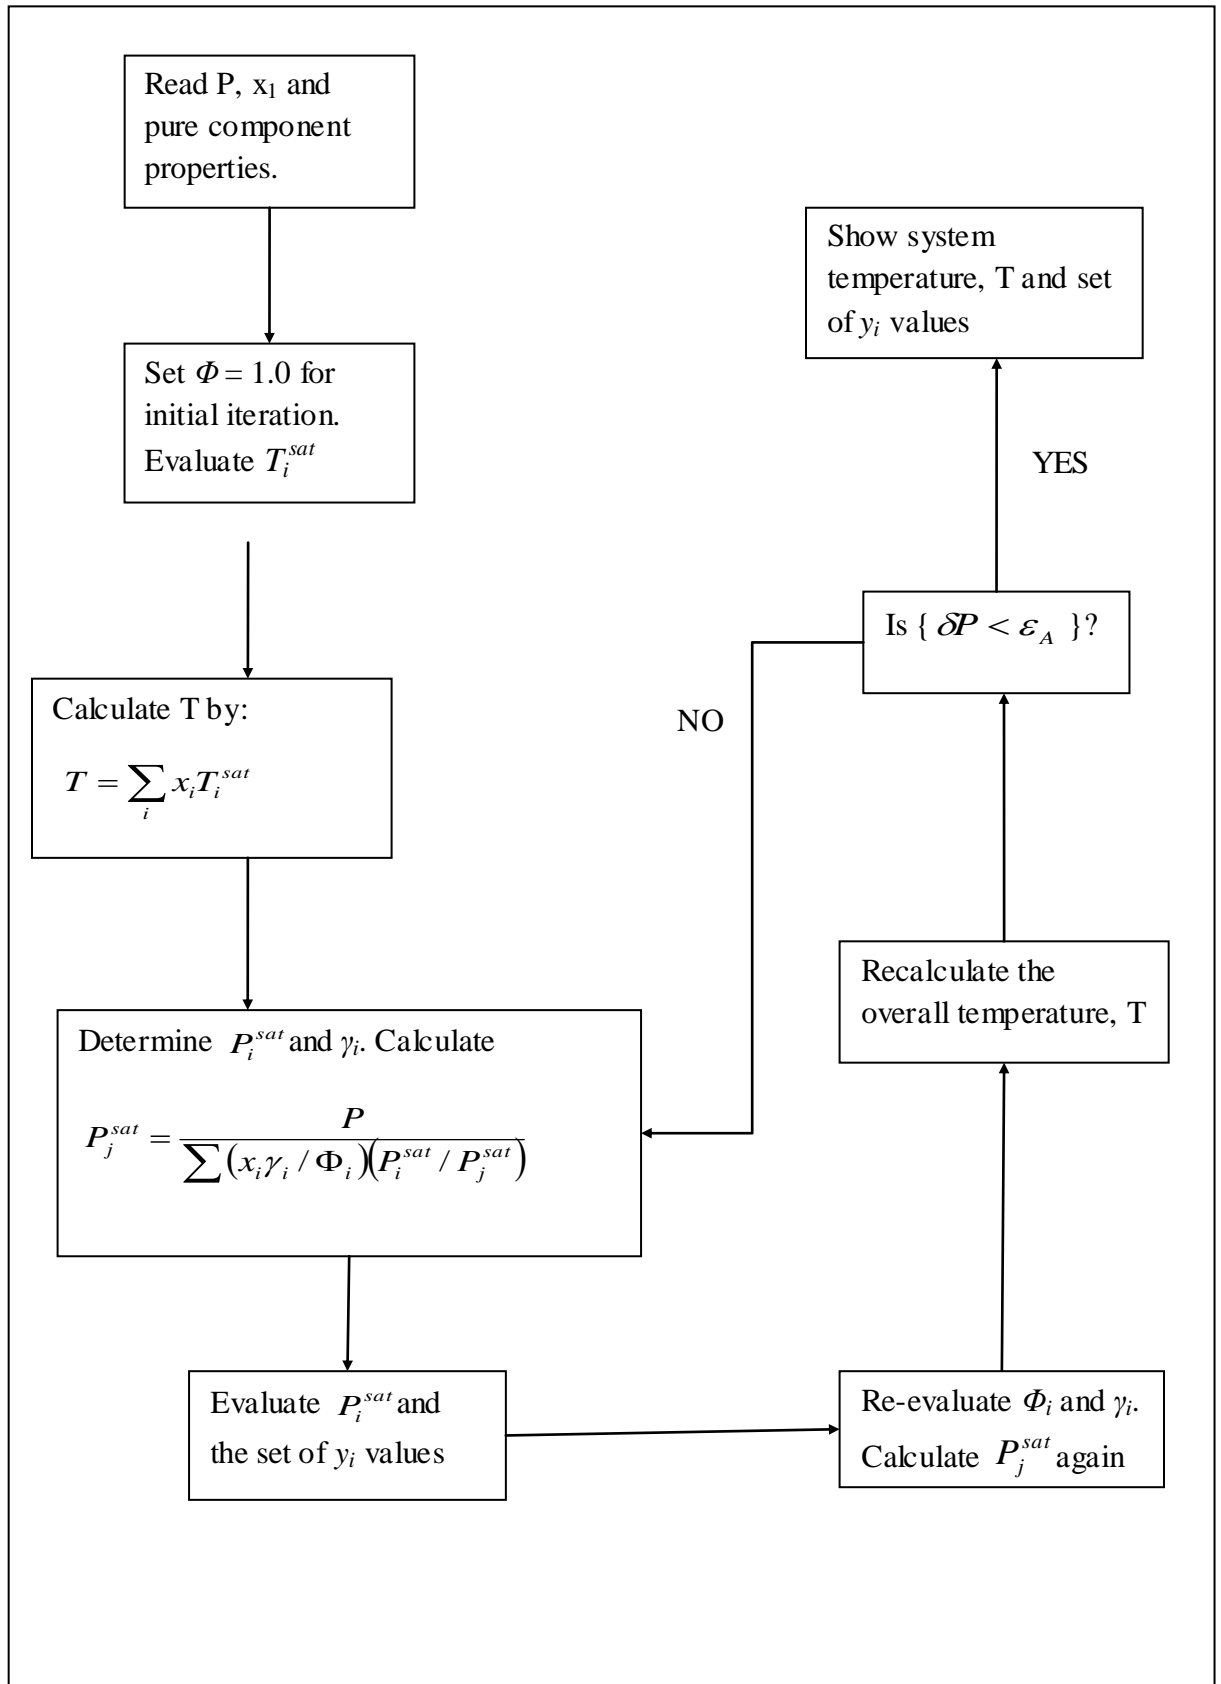 Read P, x₁ and
pure component
properties.
Set Φ = 1.0 for
initial iteration.
Evaluate T_i^{sat}
Calculate T by:
T = ∑_i x_i T_i^{sat}
Determine P_i^{sat} and γ_i. Calculate
P_j^{sat} = P / ∑ (x_i γ_i / Φ_i)(P_i^{sat} / P_j^{sat})
Evaluate P_i^{sat} and
the set of y_i values
Re-evaluate Φ_i and γ_i.
Calculate P_j^{sat} again
Recalculate the
overall temperature, T
Is { δP < ε_A }?
NO
YES
Show system
temperature, T and set
of y_i values